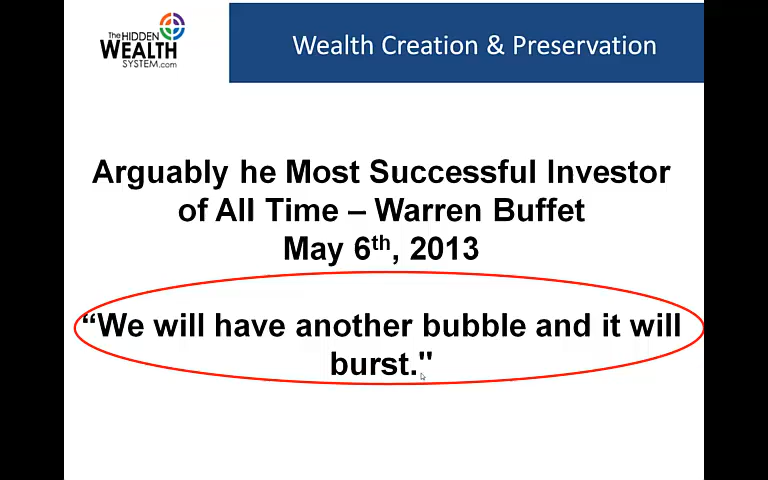 The HIDDEN
WEALTH
SYSTEM.com
Wealth Creation & Preservation
Arguably he Most Successful Investor
of All Time – Warren Buffet
May 6th, 2013
“We will have another bubble and it will
burst."